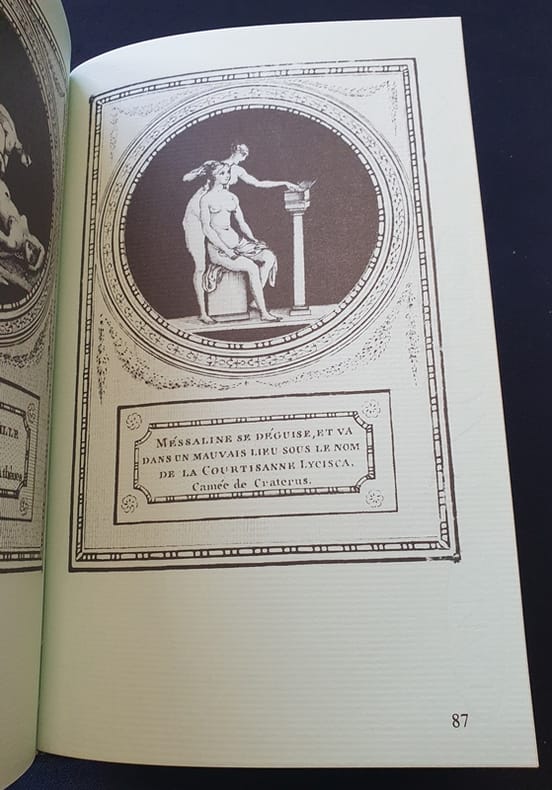 ILLE
MESSALINE SE DÉGUISE, ET VA
DANS UN MAUVAIS LIEU SOUS LE NOM
DE LA COURTISANNE LYCISCA.
Camée de Craterus.
87